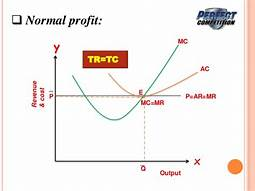 ❑ Normal profit:
PERFECT
COMPETITION
y
MC
TR=TC
AC
Revenue
& cost
P
E
P=AR=MR
MC=MR
x
Q
Output